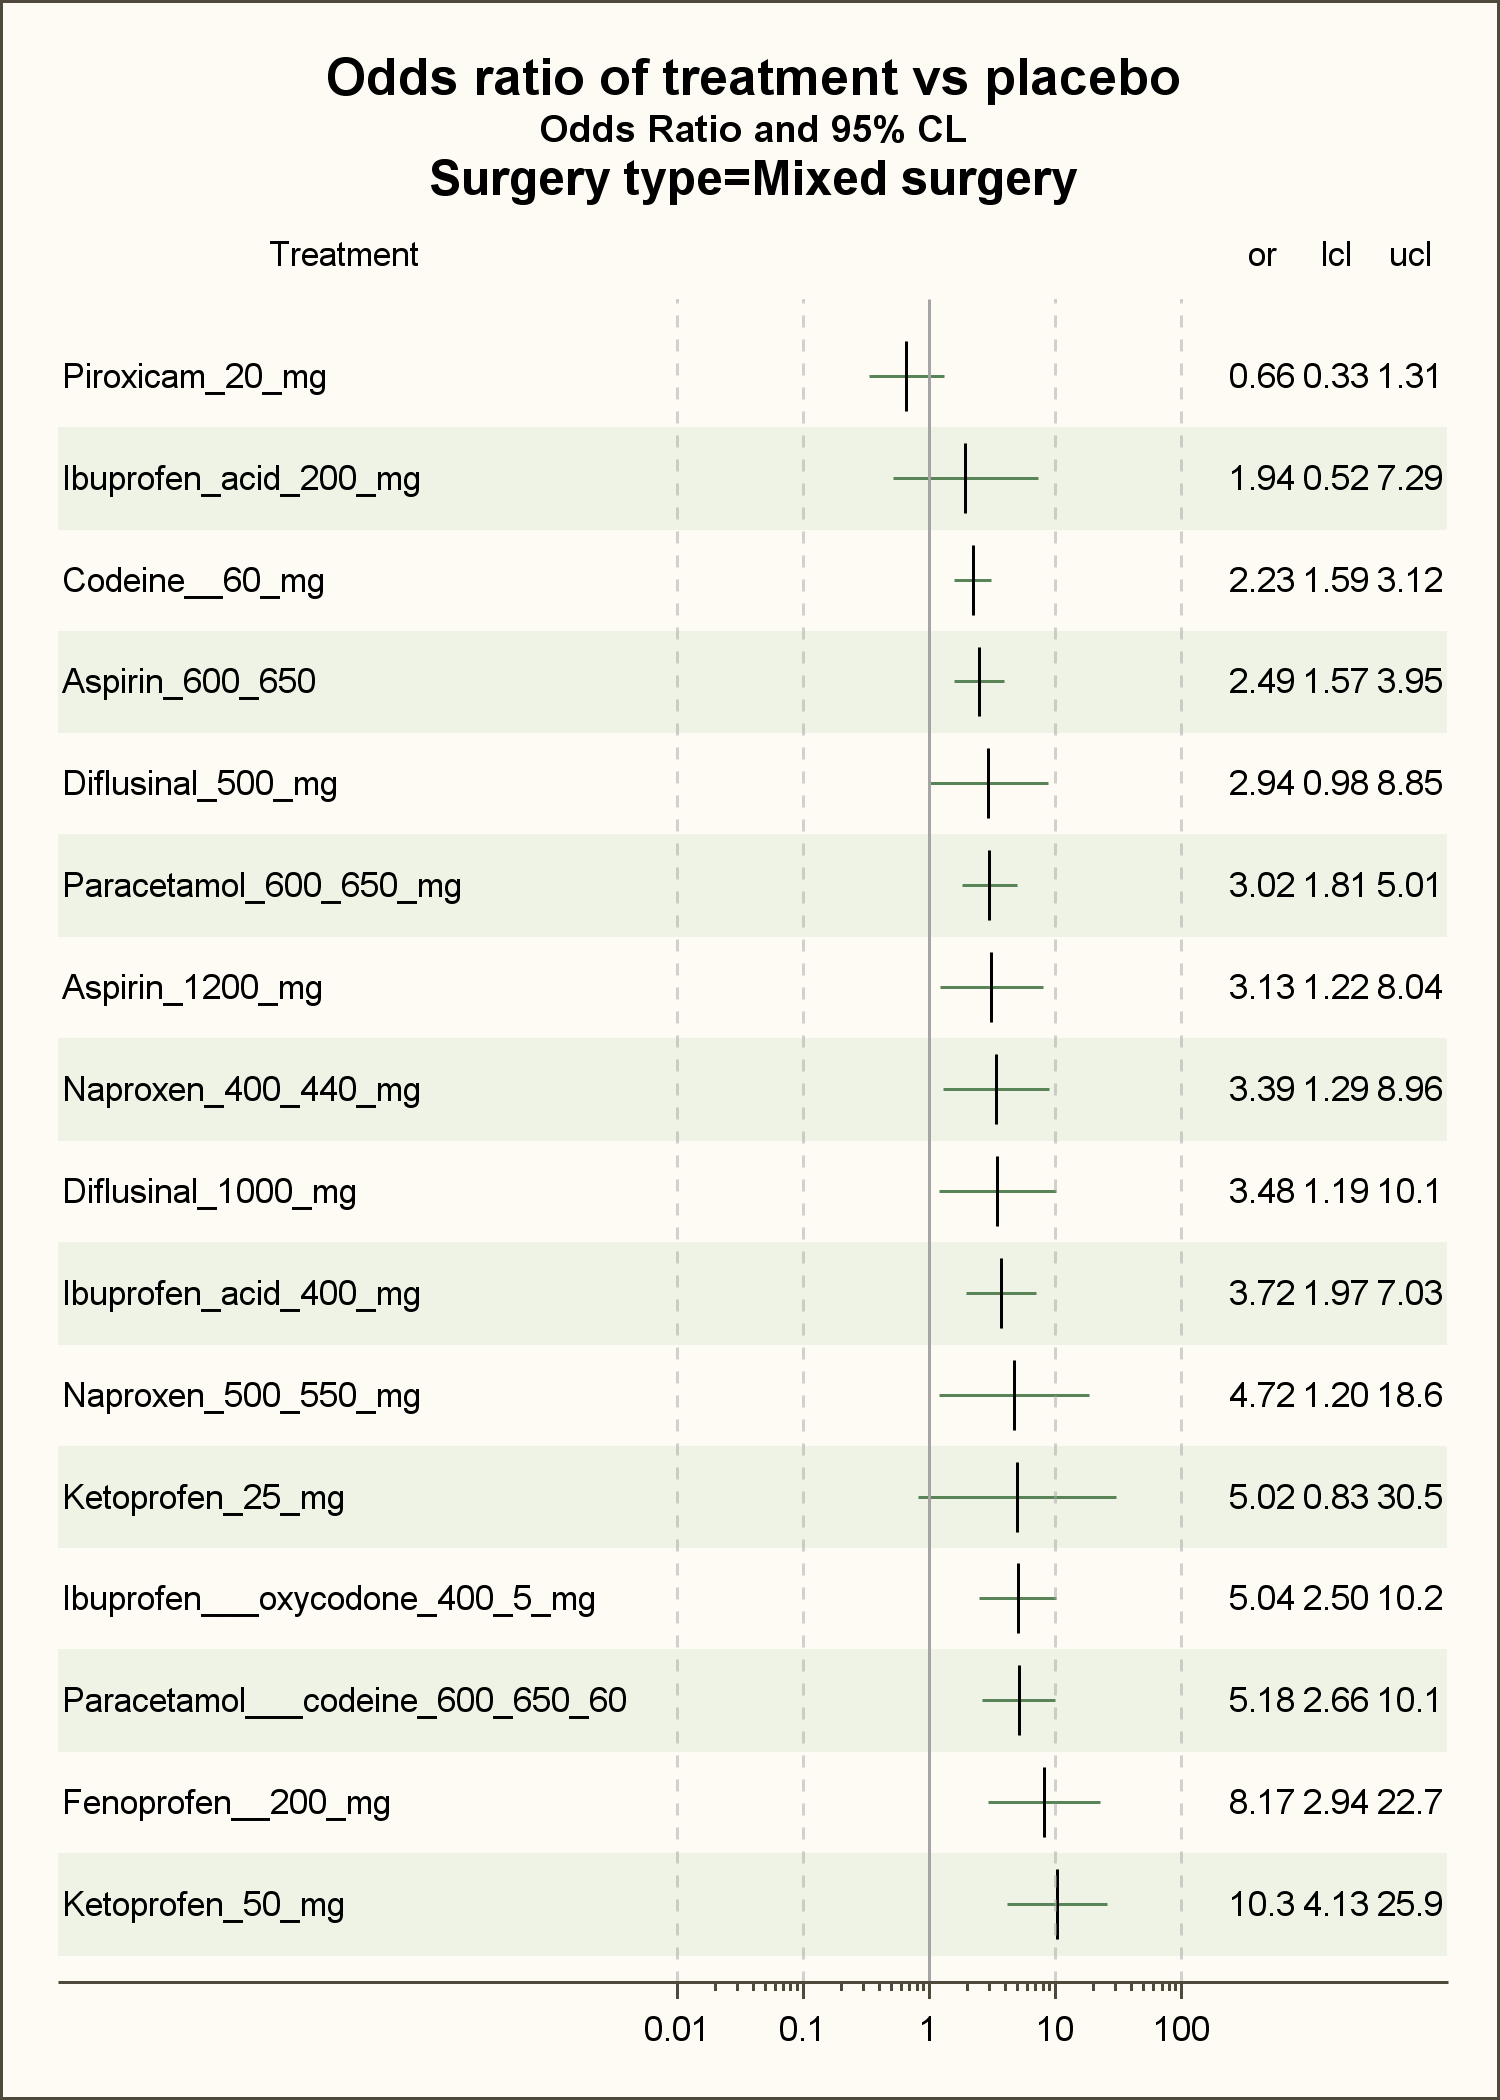 Odds ratio of treatment vs placebo
Odds Ratio and 95% CL
Surgery type=Mixed surgery
Treatment or lcl ucl
Piroxicam_20_mg 0.66 0.33 1.31
Ibuprofen_acid_200_mg 1.94 0.52 7.29
Codeine__60_mg 2.23 1.59 3.12
Aspirin_600_650 2.49 1.57 3.95
Diflusinal_500_mg 2.94 0.98 8.85
Paracetamol_600_650_mg 3.02 1.81 5.01
Aspirin_1200_mg 3.13 1.22 8.04
Naproxen_400_440_mg 3.39 1.29 8.96
Diflusinal_1000_mg 3.48 1.19 10.1
Ibuprofen_acid_400_mg 3.72 1.97 7.03
Naproxen_500_550_mg 4.72 1.20 18.6
Ketoprofen_25_mg 5.02 0.83 30.5
Ibuprofen___oxycodone_400_5_mg 5.04 2.50 10.2
Paracetamol___codeine_600_650_60 5.18 2.66 10.1
Fenoprofen__200_mg 8.17 2.94 22.7
Ketoprofen_50_mg 10.3 4.13 25.9
0.01 0.1 1 10 100